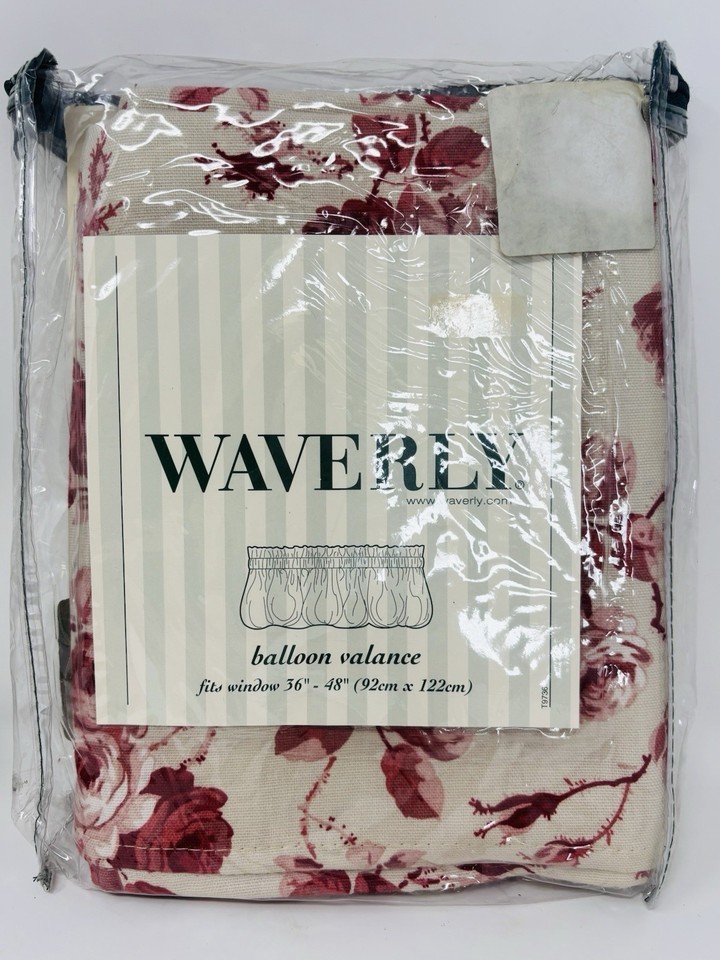 WAVERLY®
www.waverly.com
balloon valance
fits window 36" - 48" (92cm x 122cm)
T9736